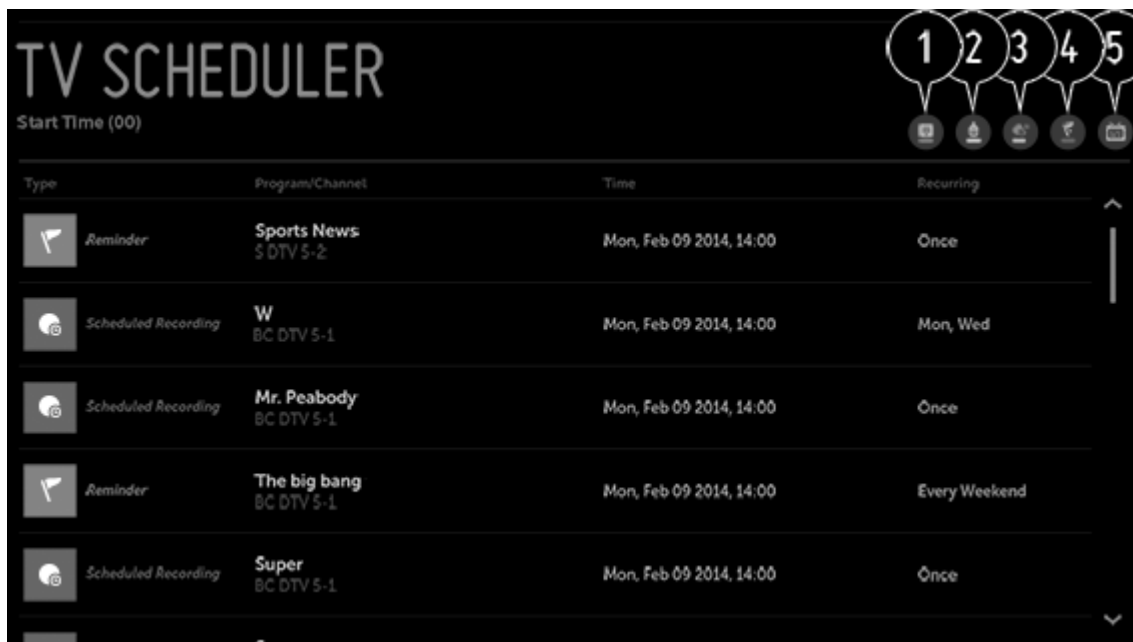 1 2 3 4 5
TV SCHEDULER
Start Time (00)
Type Program/Channel Time Recurring
Reminder Sports News Mon, Feb 09 2014, 14:00 Once
S DTV 5-2
Scheduled Recording W Mon, Feb 09 2014, 14:00 Mon, Wed
BC DTV 5-1
Scheduled Recording Mr. Peabody Mon, Feb 09 2014, 14:00 Once
BC DTV 5-1
Reminder The big bang Mon, Feb 09 2014, 14:00 Every Weekend
BC DTV 5-1
Scheduled Recording Super Mon, Feb 09 2014, 14:00 Once
BC DTV 5-1